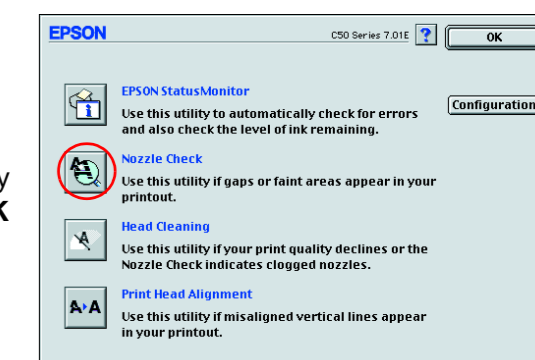 EPSON
C50 Series 7.01E
?
OK
EPSON StatusMonitor
Use this utility to automatically check for errors
and also check the level of ink remaining.
Configuration
Nozzle Check
Use this utility if gaps or faint areas appear in your
printout.
y
K
Head Cleaning
Use this utility if your print quality declines or the
Nozzle Check indicates clogged nozzles.
Print Head Alignment
Use this utility if misaligned vertical lines appear
in your printout.